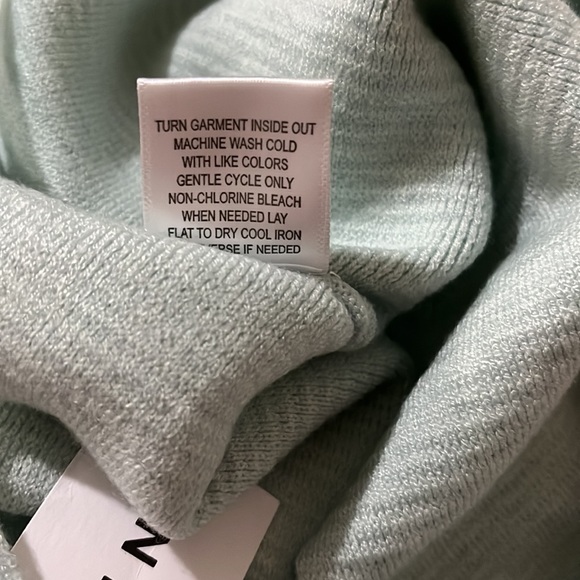 TURN GARMENT INSIDE OUT
MACHINE WASH COLD
WITH LIKE COLORS
GENTLE CYCLE ONLY
NON-CHLORINE BLEACH
WHEN NEEDED LAY
FLAT TO DRY COOL IRON
IF NEEDED
N